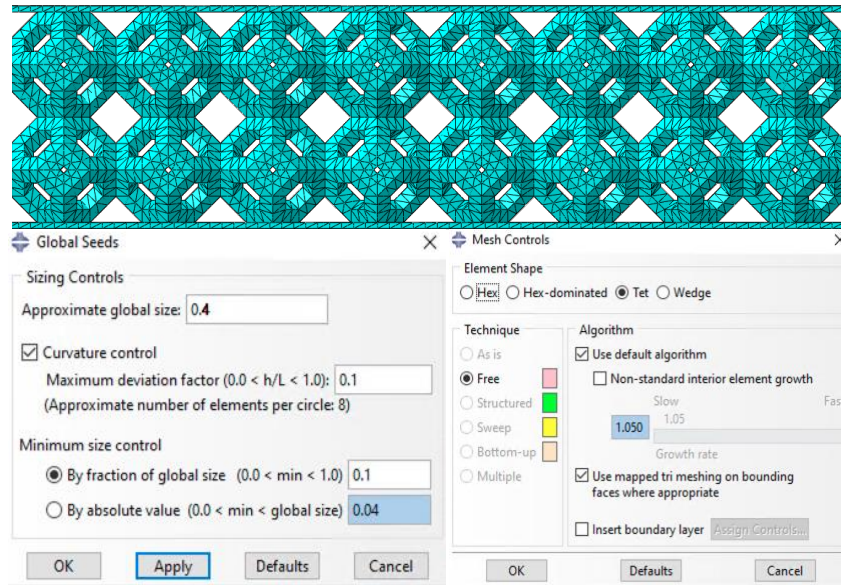 Global Seeds
Sizing Controls
Approximate global size: 0.4
Curvature control
Maximum deviation factor (0.0 < h/L < 1.0): 0.1
(Approximate number of elements per circle: 8)
Minimum size control
By fraction of global size (0.0 < min < 1.0) 0.1
By absolute value (0.0 < min < global size) 0.04
OK Apply Defaults Cancel
Mesh Controls
Element Shape
Hex Hex-dominated Tet Wedge
Technique
As is
Free
Structured
Sweep
Bottom-up
Multiple
Algorithm
Use default algorithm
Non-standard interior element growth
Slow Fas
1.050 1.05
Growth rate
Use mapped tri meshing on bounding
faces where appropriate
Insert boundary layer Assign Controls...
OK Defaults Cancel